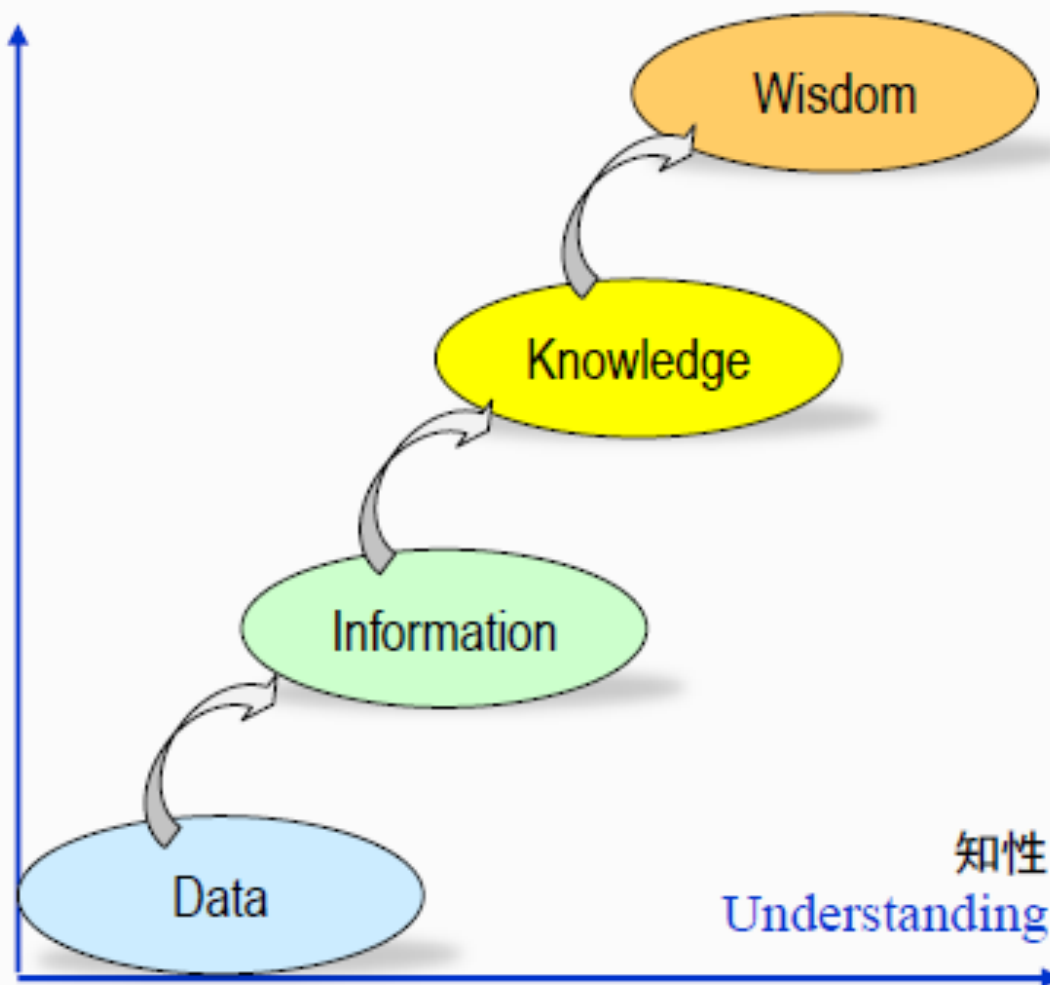 Wisdom
Knowledge
Information
Data
知性
Understanding